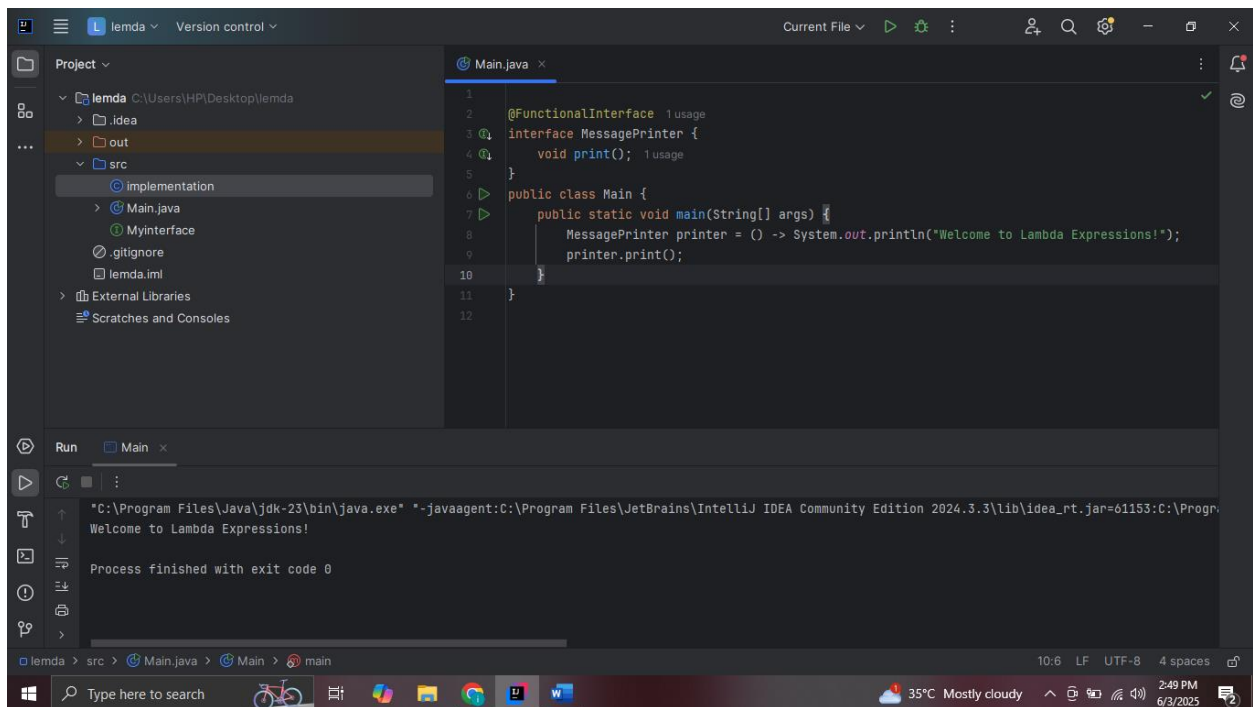 L lemda Version control Current File
Project
Main.java
lemda C:\Users\HP\Desktop\lemda
.idea
out
src
implementation
Main.java
Myinterface
.gitignore
lemda.iml
External Libraries
Scratches and Consoles
1
2 @FunctionalInterface 1 usage
3 interface MessagePrinter {
4 void print(); 1 usage
5 }
6 public class Main {
7 public static void main(String[] args) {
8 MessagePrinter printer = () -> System.out.println("Welcome to Lambda Expressions!");
9 printer.print();
10 }
11 }
12
Run Main
"C:\Program Files\Java\jdk-23\bin\java.exe" "-javaagent:C:\Program Files\JetBrains\IntelliJ IDEA Community Edition 2024.3.3\lib\idea_rt.jar=61153:C:\Progr
Welcome to Lambda Expressions!
Process finished with exit code 0
lemda > src > Main.java > Main > main 10:6 LF UTF-8 4 spaces
Type here to search 35°C Mostly cloudy 2:49 PM
6/3/2025 2